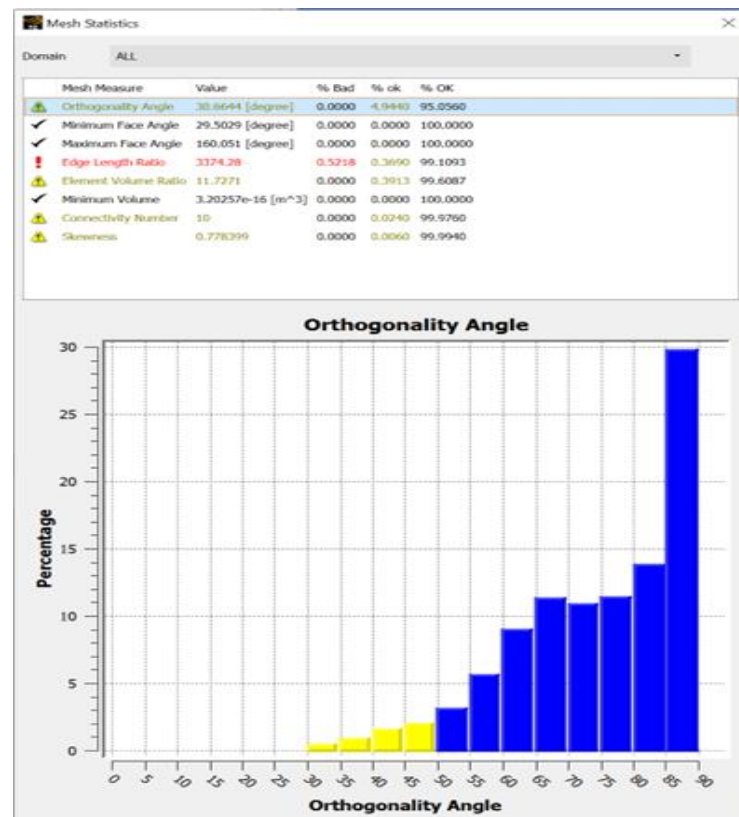 Mesh Statistics
Domain ALL
Mesh Measure Value % Bad % ok % OK
Orthogonality Angle 30.6644 [degree] 0.0000 4.9440 95.0560
Minimum Face Angle 29.5029 [degree] 0.0000 0.0000 100.0000
Maximum Face Angle 160.051 [degree] 0.0000 0.0000 100.0000
Edge Length Ratio 3374.28 0.5218 0.3690 99.1093
Element Volume Ratio 11.7271 0.0000 0.3913 99.6087
Minimum Volume 3.20257e-16 [m^3] 0.0000 0.0000 100.0000
Connectivity Number 10 0.0000 0.0240 99.9760
Skewness 0.778399 0.0000 0.0060 99.9940
Orthogonality Angle
30
25
20
15
10
5
0
Percentage
0 5 10 15 20 25 30 35 40 45 50 55 60 65 70 75 80 85 90
Orthogonality Angle